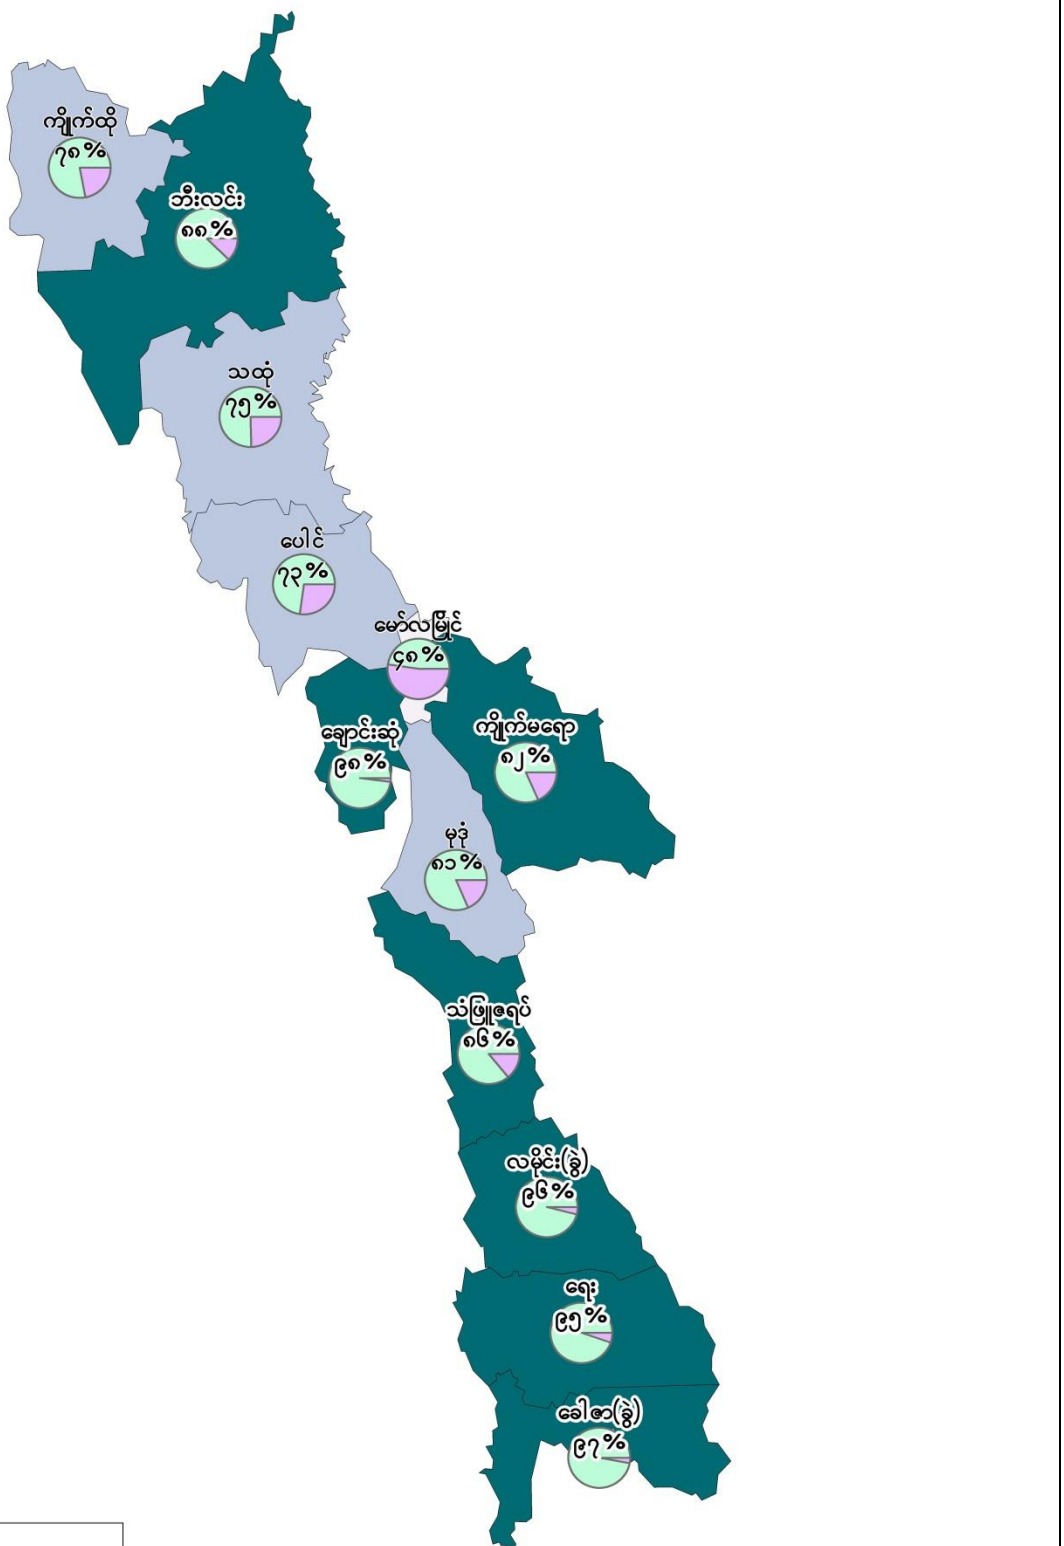 ကျိုက်ထို
၇၈%
ဘီးလင်း
၈၈%
သထုံ
၇၅%
ပေါင်
၇၃%
မော်လမြိုင်
၄၈%
ချောင်းဆုံ
၉၈%
ကျိုက်မရော
၈၂%
မုဒုံ
၈၁%
သံဖြူဇရပ်
၈၆%
လမိုင်း(ခွဲ)
၉၆%
ရေး
၉၅%
ခေါဇာ(ခွဲ)
၉၇%